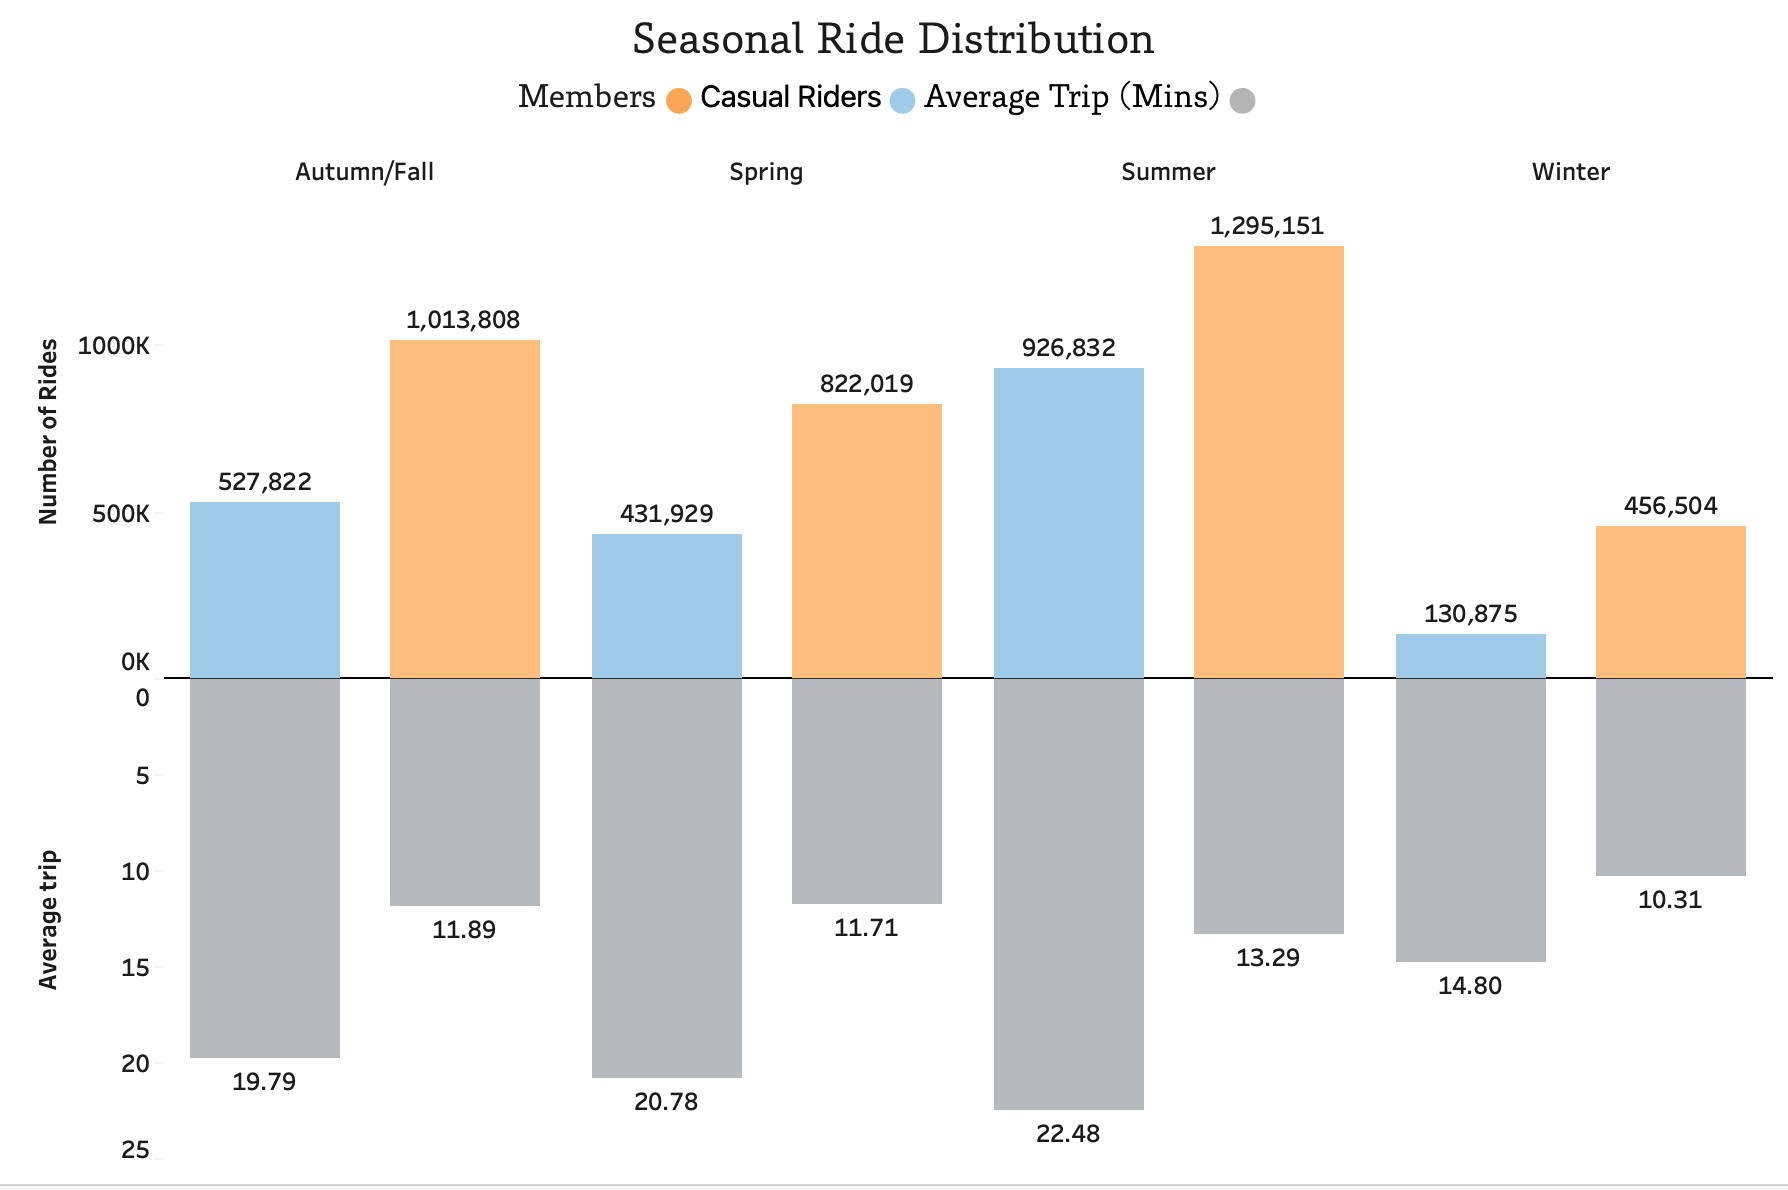 Seasonal Ride Distribution
Members Casual Riders Average Trip (Mins)
Autumn/Fall Spring Summer Winter
Number of Rides
1000K
500K
0K
527,822
1,013,808
431,929
822,019
926,832
1,295,151
130,875
456,504
Average trip
0
5
10
15
20
25
19.79
11.89
20.78
11.71
22.48
13.29
14.80
10.31